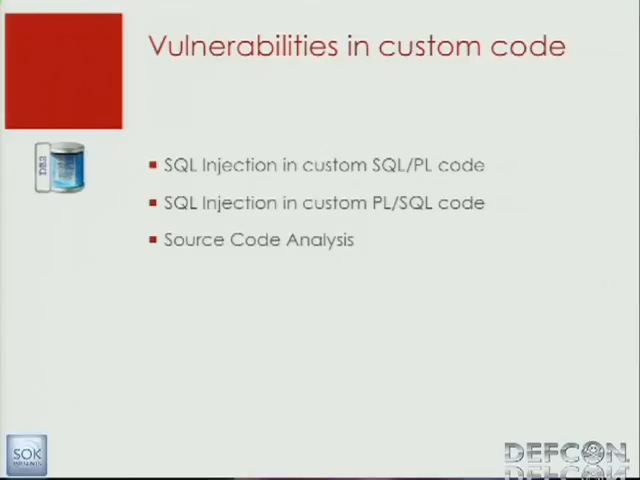 Vulnerabilities in custom code
DB2
SQL Injection in custom SQL/PL code
SQL Injection in custom PL/SQL code
Source Code Analysis
SOK
DEFCON